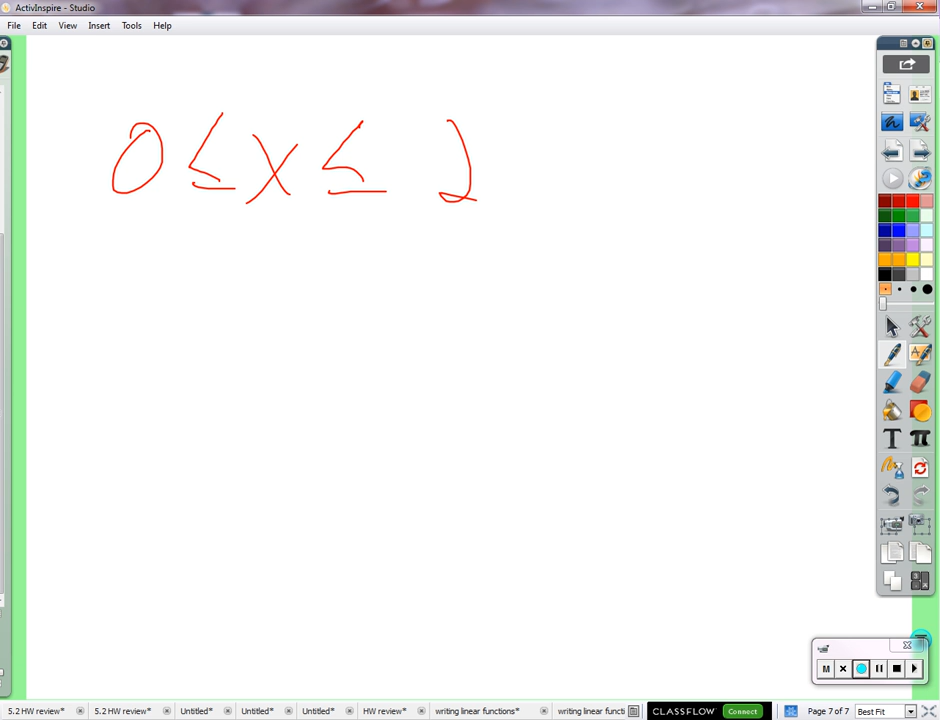 ActivInspire - Studio
File Edit View Insert Tools Help
0 ≤ x ≤ 2
M
5.2 HW review* 5.2 HW review* Untitled* Untitled* Untitled* HW review* writing linear functions* writing linear functi CLASSFLOW Connect Page 7 of 7 Best Fit